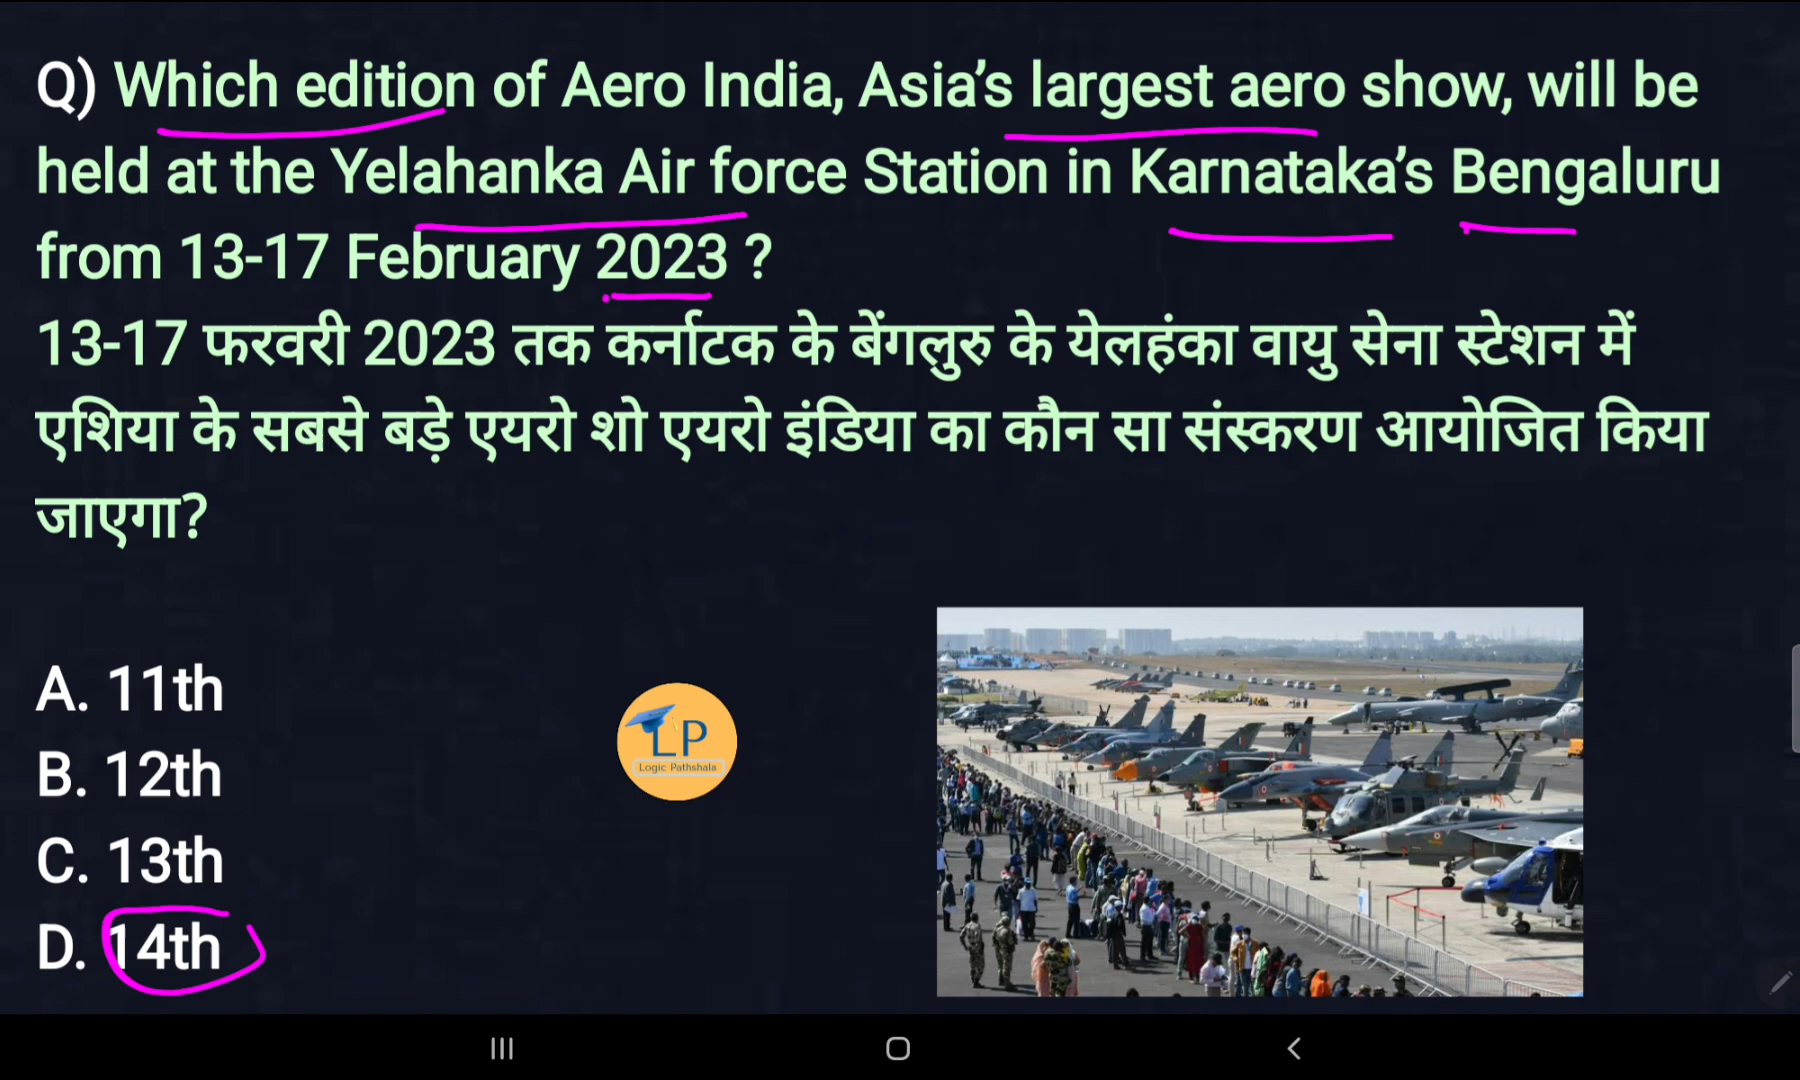 Q) Which edition of Aero India, Asia’s largest aero show, will be
held at the Yelahanka Air force Station in Karnataka’s Bengaluru
from 13-17 February 2023 ?
13-17 फरवरी 2023 तक कर्नाटक के बेंगलुरु के येलहंका वायु सेना स्टेशन में
एशिया के सबसे बड़े एयरो शो एयरो इंडिया का कौन सा संस्करण आयोजित किया
जाएगा?
A. 11th
B. 12th
C. 13th
D. 14th
LP
Logic Pathshala